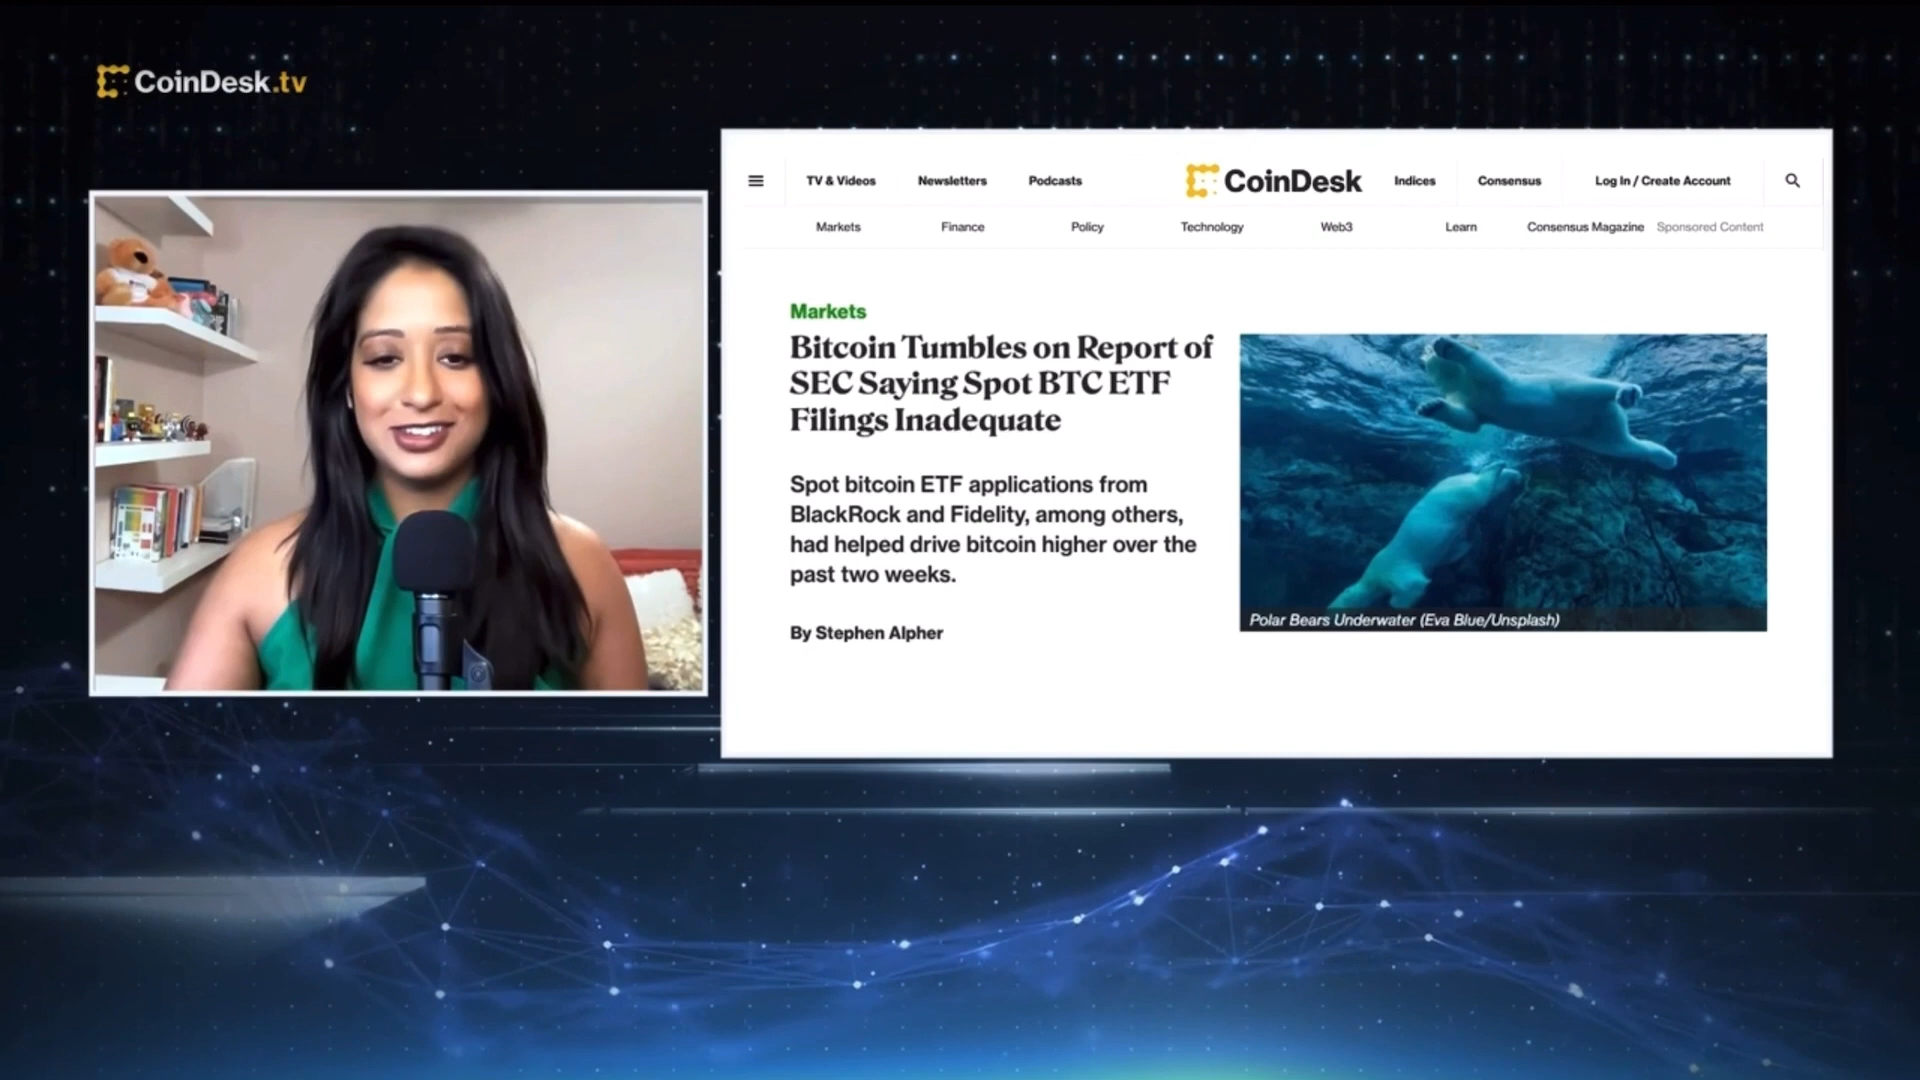 CoinDesk.tv
TV & Videos
Newsletters
Podcasts
CoinDesk
Indices
Consensus
Log In / Create Account
Markets
Finance
Policy
Technology
Web3
Learn
Consensus Magazine
Sponsored Content
Markets
Bitcoin Tumbles on Report of
SEC Saying Spot BTC ETF
Filings Inadequate
Spot bitcoin ETF applications from
BlackRock and Fidelity, among others,
had helped drive bitcoin higher over the
past two weeks.
By Stephen Alpher
Polar Bears Underwater (Eva Blue/Unsplash)